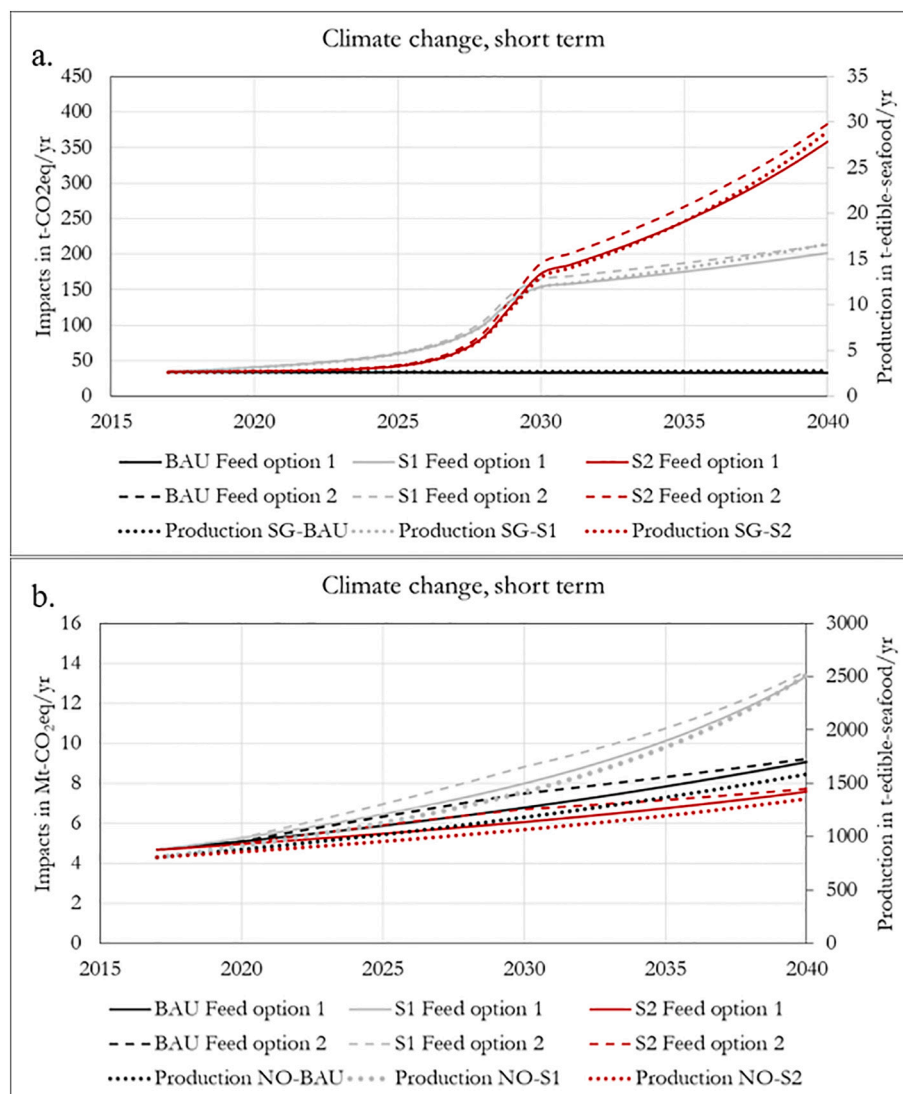 a.
Climate change, short term
Impacts in t-CO2eq/yr
450
400
350
300
250
200
150
100
50
0
35
30
25
20
15
10
5
0
Production in t-edible-seafood/yr
2015 2020 2025 2030 2035 2040
BAU Feed option 1 S1 Feed option 1 S2 Feed option 1
BAU Feed option 2 S1 Feed option 2 S2 Feed option 2
Production SG-BAU Production SG-S1 Production SG-S2
b.
Climate change, short term
Impacts in Mt-CO₂eq/yr
16
14
12
10
8
6
4
2
0
3000
2500
2000
1500
1000
500
0
Production in t-edible-seafood/yr
2015 2020 2025 2030 2035 2040
BAU Feed option 1 S1 Feed option 1 S2 Feed option 1
BAU Feed option 2 S1 Feed option 2 S2 Feed option 2
Production NO-BAU Production NO-S1 Production NO-S2